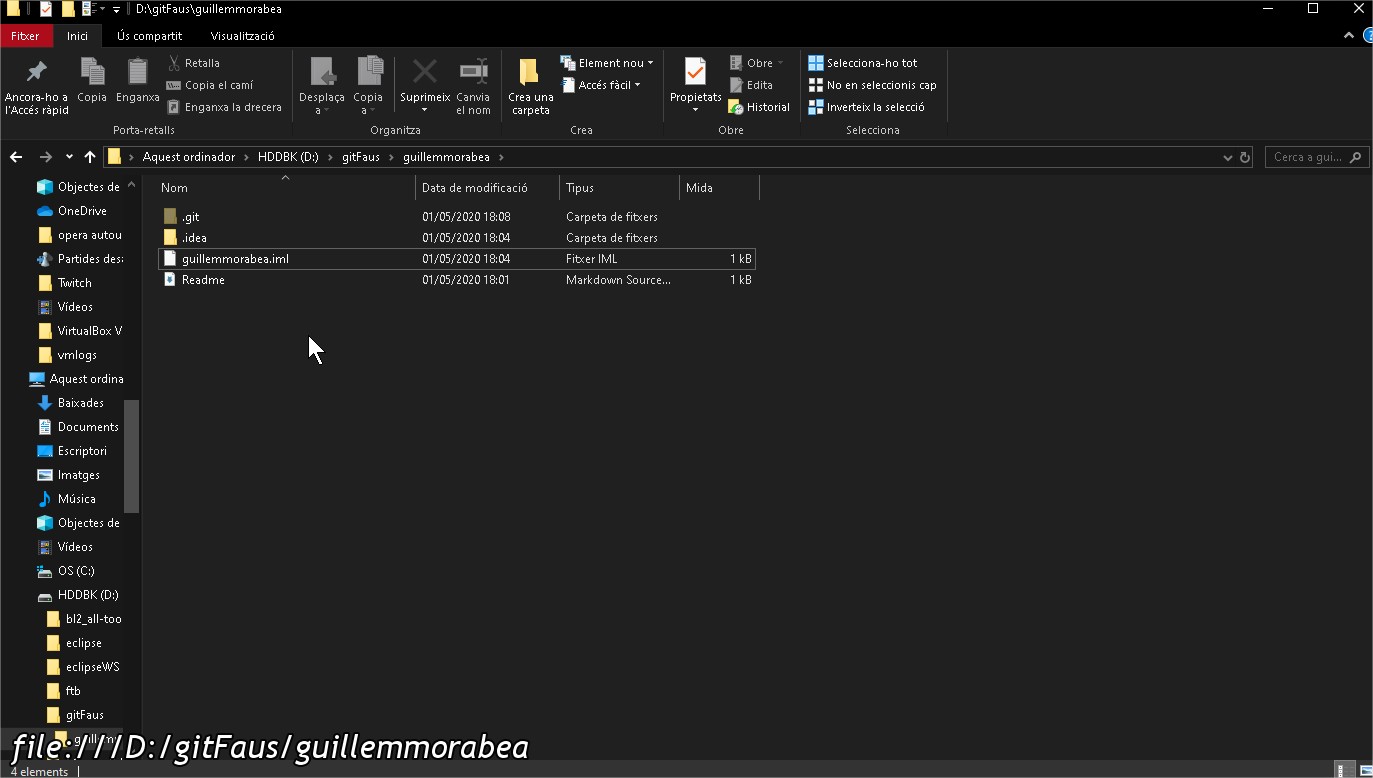 D:\gitFaus\guillemmorabea
Fitxer Inici Ús compartit Visualització
Ancora-ho a l'Accés ràpid
Copia
Enganxa
Retalla
Copia el camí
Enganxa la drecera
Porta-retalls
Desplaça a
Copia a
Suprimeix
Canvia el nom
Organitza
Crea una carpeta
Element nou
Accés fàcil
Crea
Propietats
Obre
Edita
Historial
Obre
Selecciona-ho tot
No en seleccionis cap
Inverteix la selecció
Selecciona
Aquest ordinador > HDDBK (D:) > gitFaus > guillemmorabea >
Cerca a gui...
Objectes de
OneDrive
opera autou
Partides des
Twitch
Vídeos
VirtualBox V
vmlogs
Aquest ordina
Baixades
Documents
Escriptori
Imatges
Música
Objectes de
Vídeos
OS (C:)
HDDBK (D:)
bl2_all-too
eclipse
eclipseWS
ftb
gitFaus
Nom Data de modificació Tipus Mida
.git 01/05/2020 18:08 Carpeta de fitxers
.idea 01/05/2020 18:04 Carpeta de fitxers
guillemmorabea.iml 01/05/2020 18:04 Fitxer IML 1 kB
Readme 01/05/2020 18:01 Markdown Source... 1 kB
file:///D:/gitFaus/guillemmorabea
4 elements